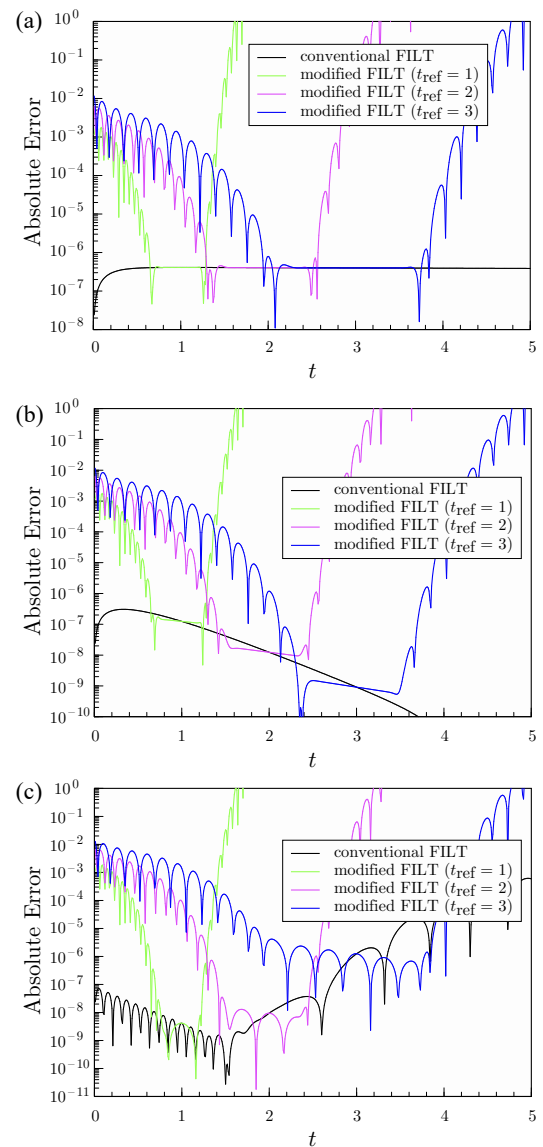 (a)
Absolute Error
10^0
10^-1
10^-2
10^-3
10^-4
10^-5
10^-6
10^-7
10^-8
conventional FILT
modified FILT (t_ref = 1)
modified FILT (t_ref = 2)
modified FILT (t_ref = 3)
0 1 2 3 4 5
t
(b)
Absolute Error
10^0
10^-1
10^-2
10^-3
10^-4
10^-5
10^-6
10^-7
10^-8
10^-9
10^-10
conventional FILT
modified FILT (t_ref = 1)
modified FILT (t_ref = 2)
modified FILT (t_ref = 3)
0 1 2 3 4 5
t
(c)
Absolute Error
10^0
10^-1
10^-2
10^-3
10^-4
10^-5
10^-6
10^-7
10^-8
10^-9
10^-10
10^-11
conventional FILT
modified FILT (t_ref = 1)
modified FILT (t_ref = 2)
modified FILT (t_ref = 3)
0 1 2 3 4 5
t